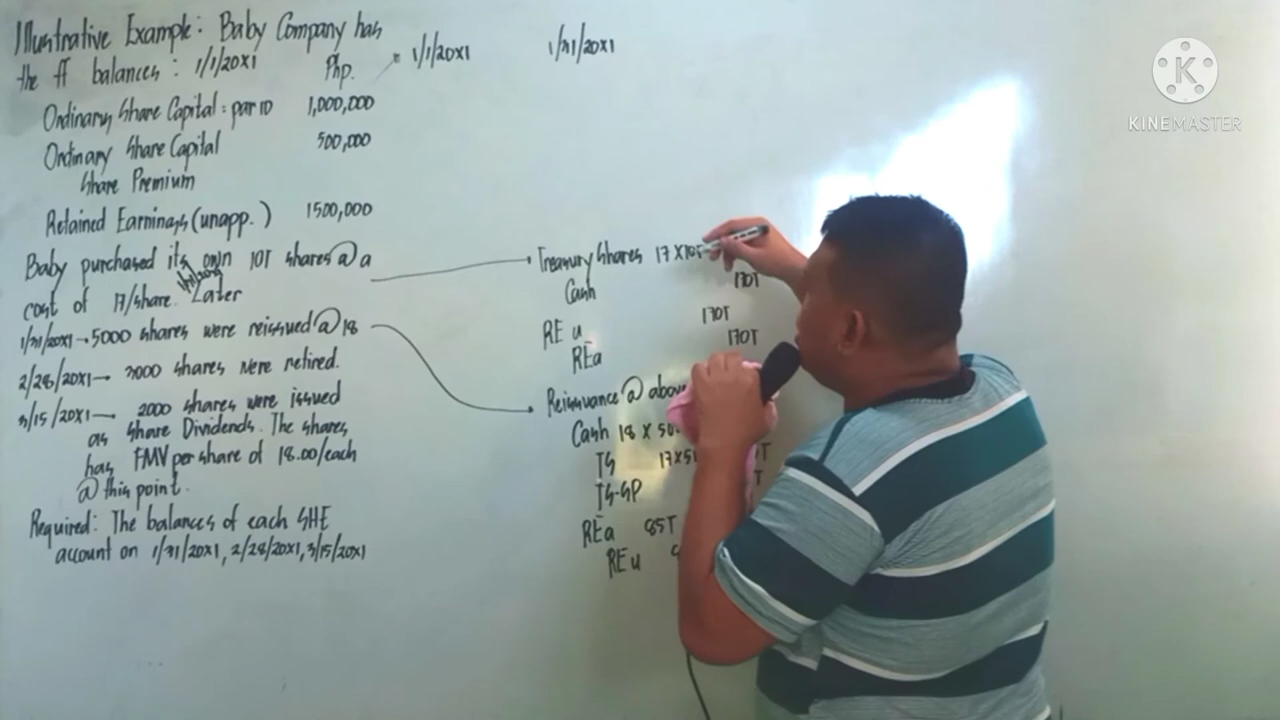 Illustrative Example: Baby Company has
the ff balances: 1/1/20X1 Php.
Ordinary Share Capital: par 10 1,000,000
Ordinary Share Capital 500,000
Share Premium
Retained Earnings (unapp.) 1500,000
Baby purchased its own 10T shares @ a
cost of 17/share. Later
1/31/20X1 → 5000 shares were reissued @ 18
2/28/20X1 — 3000 shares were retired.
3/15/20X1 — 2000 shares were issued
as share Dividends. The shares
has FMV per share of 18.00/each
@ this point.
Required: The balances of each SHE
account on 1/31/20X1, 2/28/20X1, 3/15/20X1
1/1/20X1 1/31/20X1
Treasury Shares 17 X 10T
Cash 170T
RE u 170T
REa 170T
Reissuance @ above
Cash 18 X
TS 17X5
TS-SP
REa 85T
REu
KINEMASTER